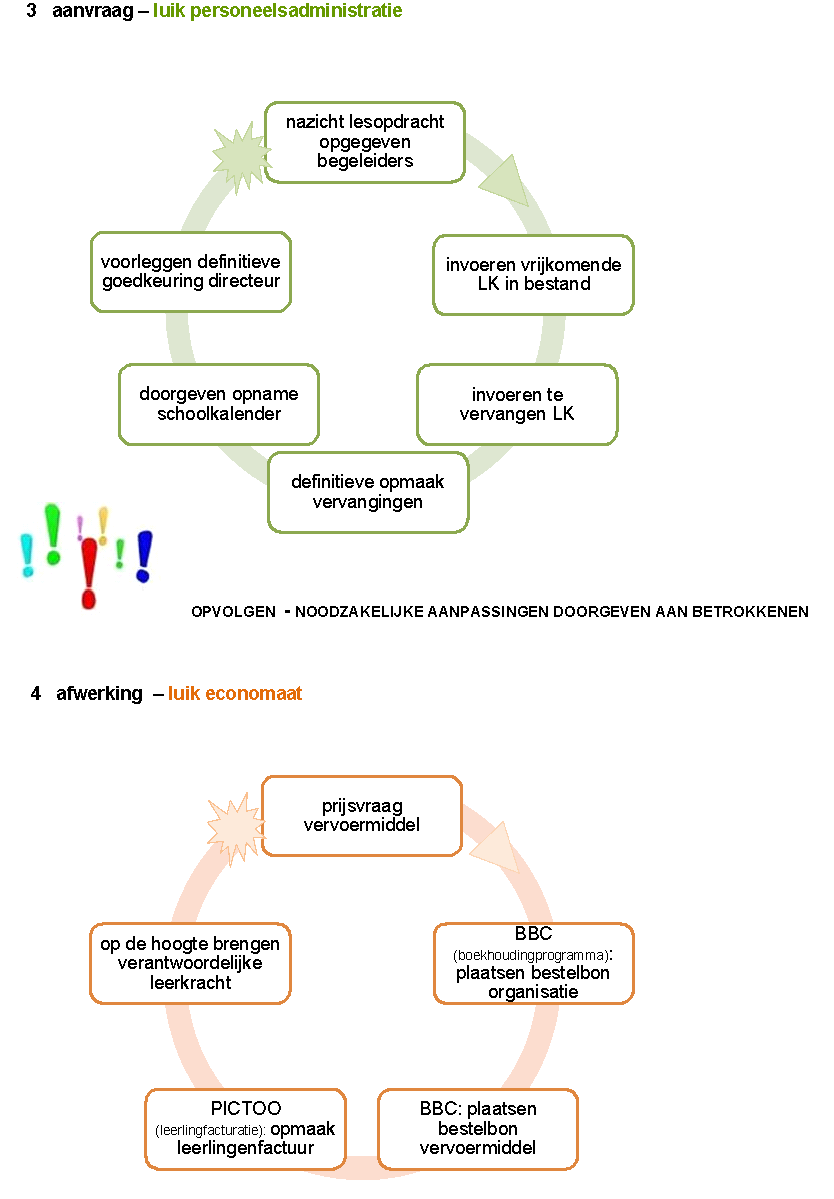 3 aanvraag – luik personeelsadministratie
nazicht lesopdracht
opgegeven
begeleiders
invoeren vrijkomende
LK in bestand
invoeren te
vervangen LK
definitieve opmaak
vervangingen
doorgeven opname
schoolkalender
voorleggen definitieve
goedkeuring directeur
OPVOLGEN - NOODZAKELIJKE AANPASSINGEN DOORGEVEN AAN BETROKKENEN
4 afwerking – luik economaat
prijsvraag
vervoermiddel
BBC
(boekhoudingprogramma):
plaatsen bestelbon
organisatie
BBC: plaatsen
bestelbon
vervoermiddel
PICTOO
(leerlingfacturatie): opmaak
leerlingenfactuur
op de hoogte brengen
verantwoordelijke
leerkracht